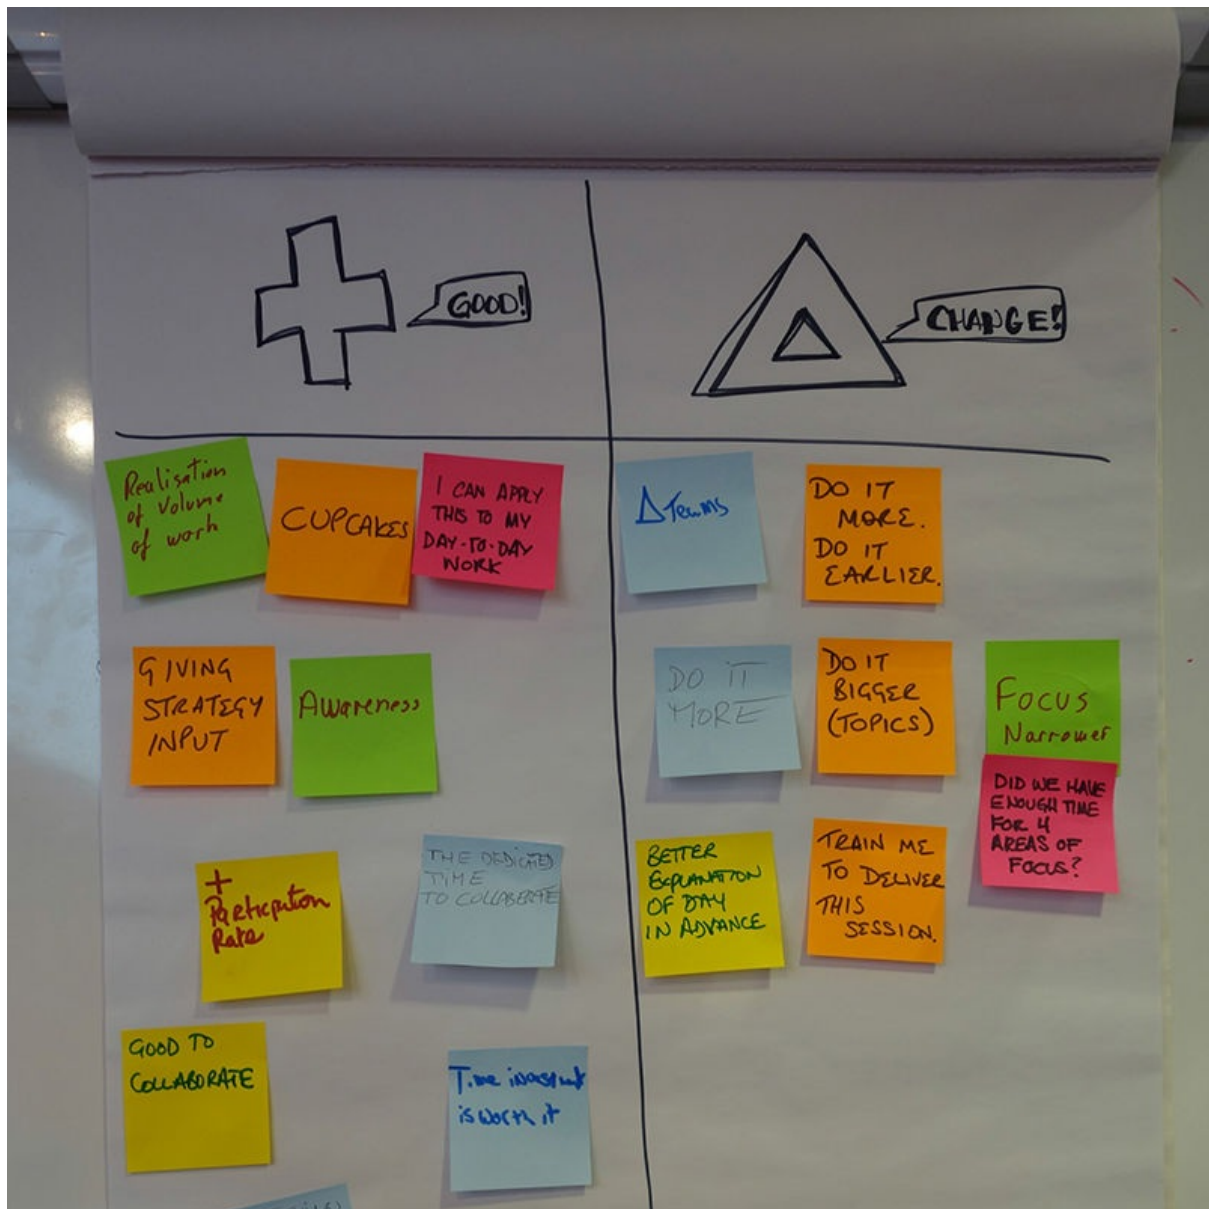 GOOD!
CHANGE!
Realisation
of volume
of work
CUPCAKES
I CAN APPLY
THIS TO MY
DAY-TO-DAY
WORK
GIVING
STRATEGY
INPUT
Awareness
+
Participation
Rate
THE DEDICATED
TIME
TO COLLABERATE
GOOD TO
COLLABORATE
Time investment
is worth it
Δ Teams
DO IT
MORE.
DO IT
EARLIER.
DO IT
MORE
DO IT
BIGGER
(TOPICS)
FOCUS
Narrower
DID WE HAVE
ENOUGH TIME
FOR 4
AREAS OF
FOCUS?
BETTER
EXPLANATION
OF DAY
IN ADVANCE
TRAIN ME
TO DELIVER
THIS
SESSION.